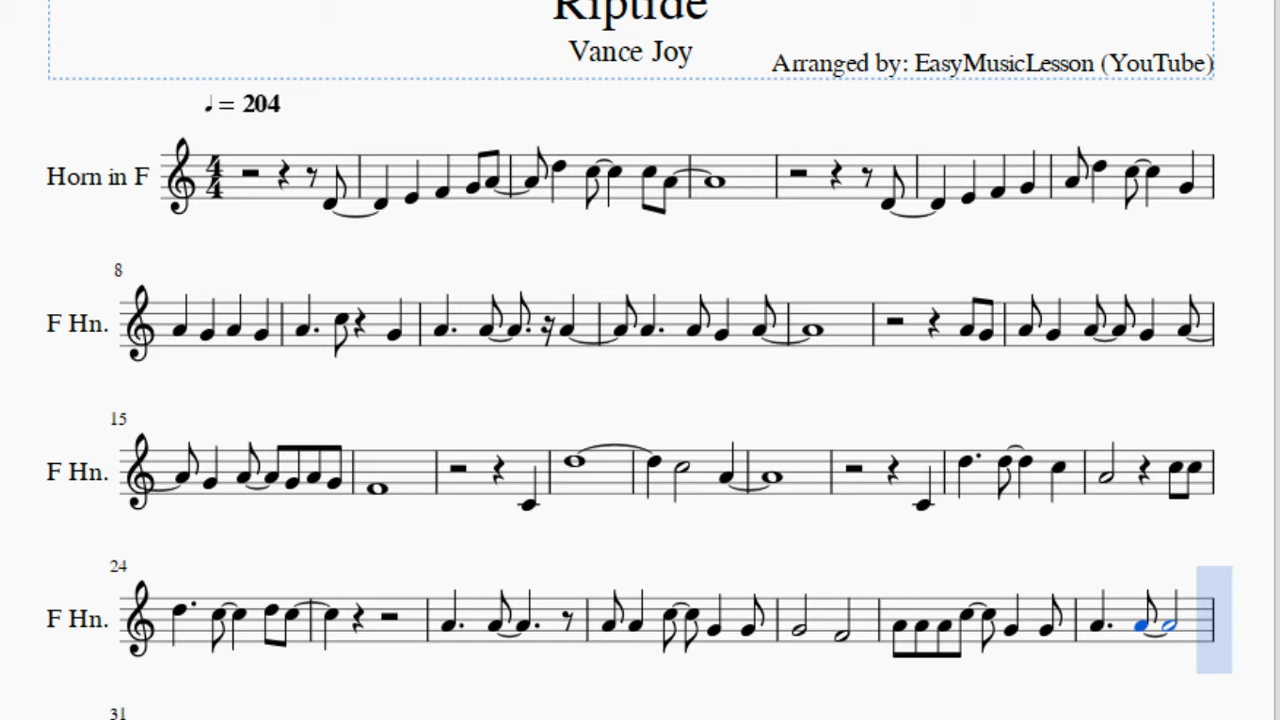 Riptide
Vance Joy
Arranged by: EasyMusicLesson (YouTube)
♩ = 204
Horn in F
4
4
8
F Hn.
15
F Hn.
24
F Hn.
31